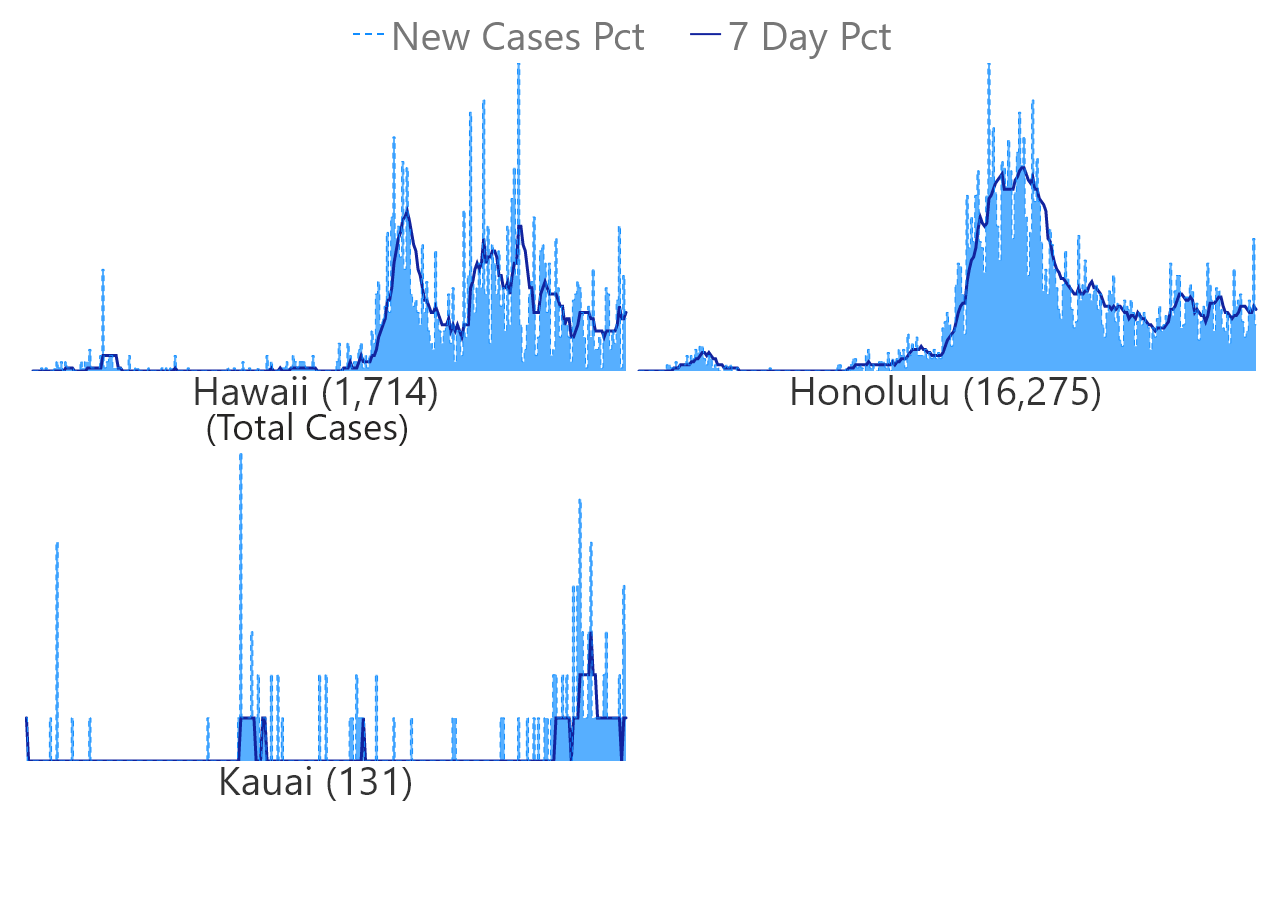 New Cases Pct 7 Day Pct
Hawaii (1,714)
(Total Cases)
Honolulu (16,275)
Kauai (131)